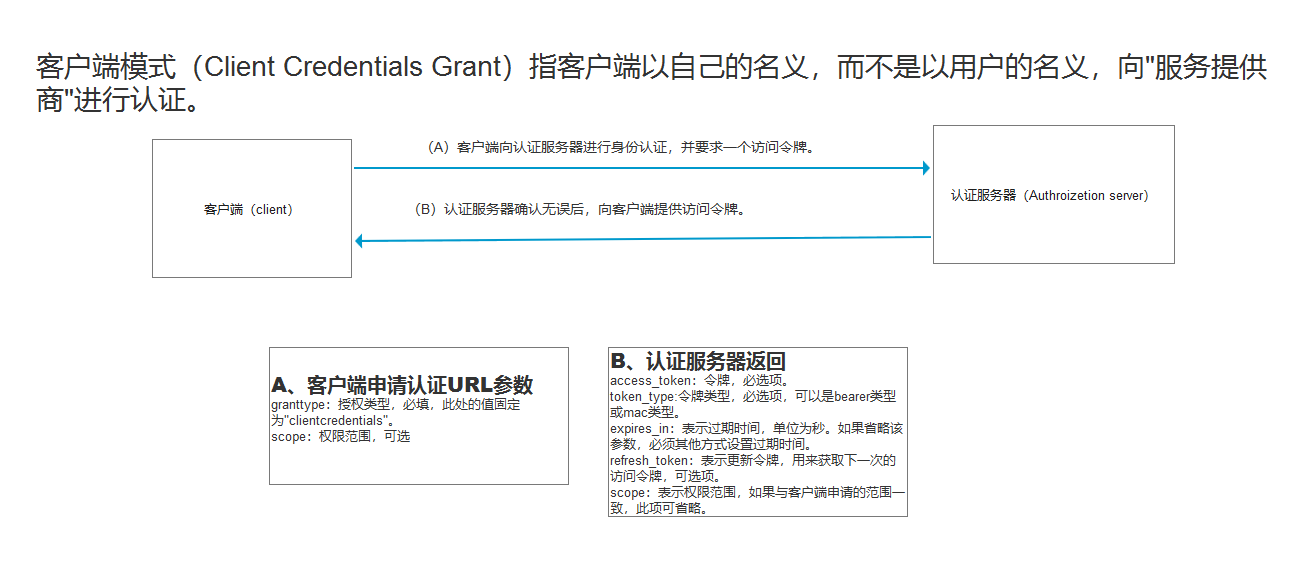 客户端模式（Client Credentials Grant）指客户端以自己的名义，而不是以用户的名义，向"服务提供
商"进行认证。
（A）客户端向认证服务器进行身份认证，并要求一个访问令牌。
客户端（client）
认证服务器（Authroizetion server）
（B）认证服务器确认无误后，向客户端提供访问令牌。
A、客户端申请认证URL参数
granttype：授权类型，必填，此处的值固定
为"clientcredentials"。
scope：权限范围，可选
B、认证服务器返回
access_token：令牌，必选项。
token_type:令牌类型，必选项，可以是bearer类型
或mac类型。
expires_in：表示过期时间，单位为秒。如果省略该
参数，必须其他方式设置过期时间。
refresh_token：表示更新令牌，用来获取下一次的
访问令牌，可选项。
scope：表示权限范围，如果与客户端申请的范围一
致，此项可省略。